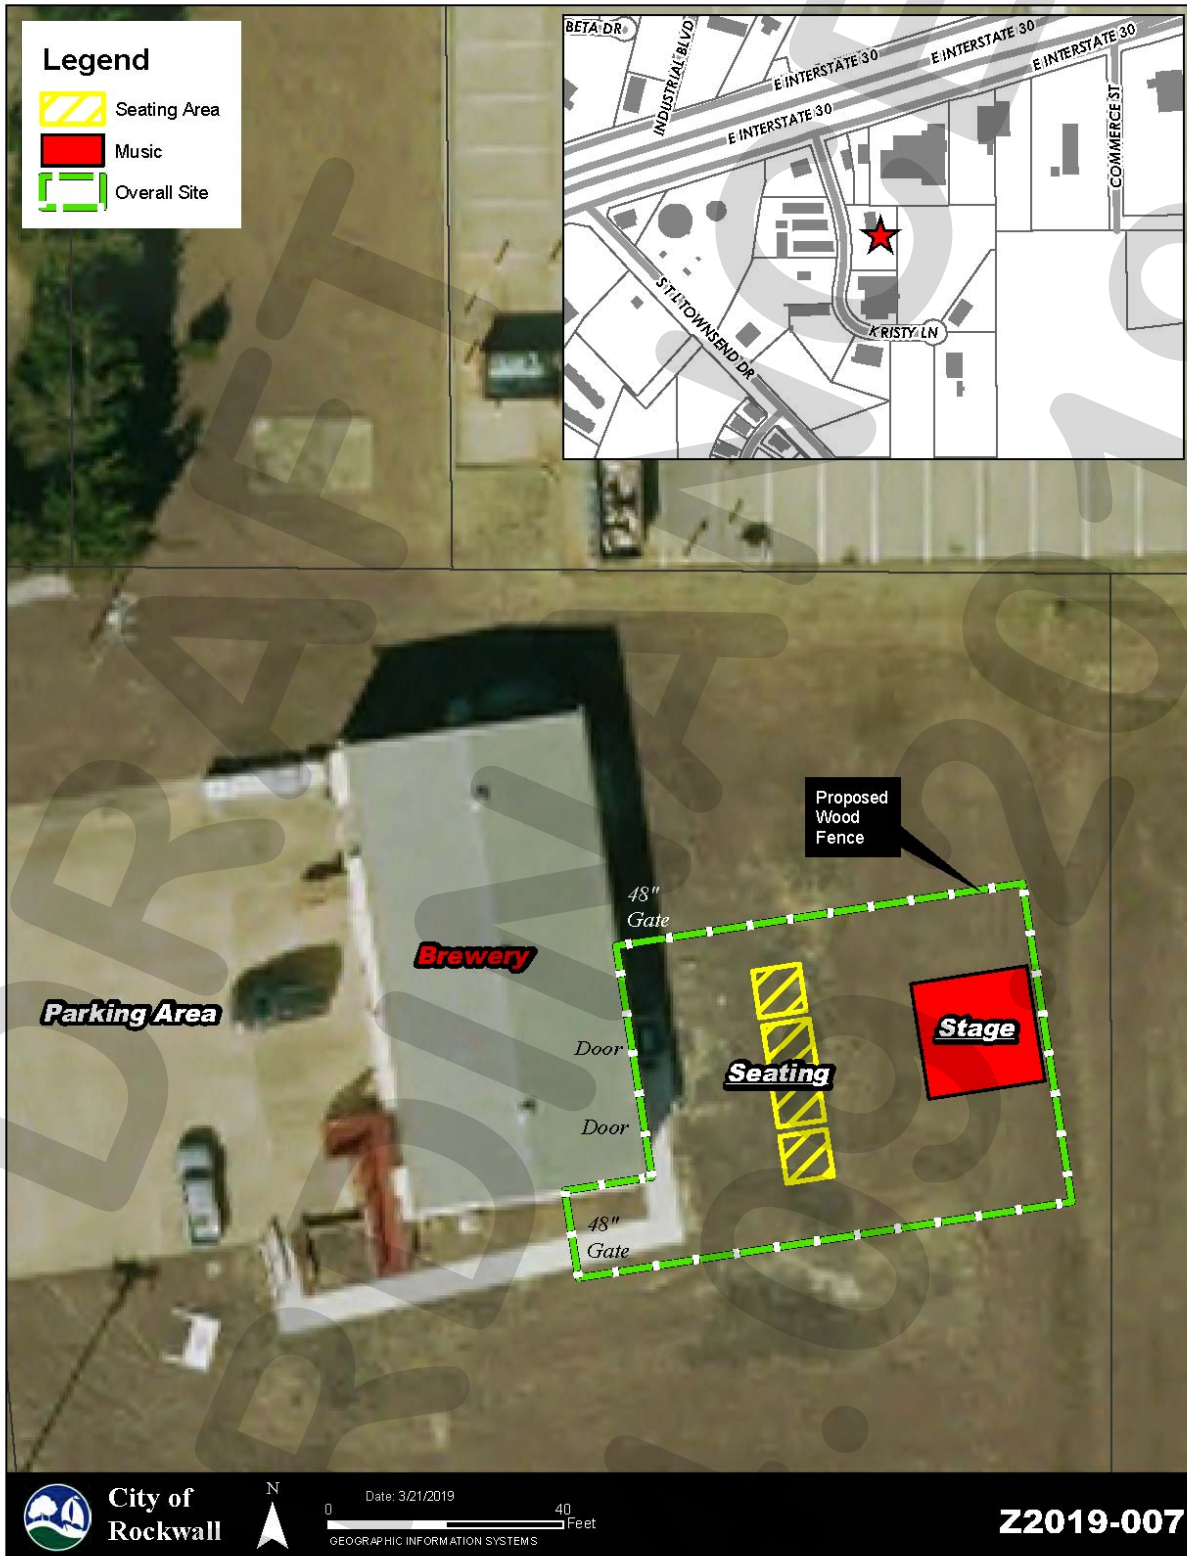 Legend
Seating Area
Music
Overall Site
BETA DR
INDUSTRIAL BLVD
E INTERSTATE 30
E INTERSTATE 30
E INTERSTATE 30
E INTERSTATE 30
COMMERCE ST
S T L TOWNSEND DR
KRISTY LN
Proposed
Wood
Fence
48"
Gate
Brewery
Parking Area
Door
Stage
Seating
Door
48"
Gate
DRAFT
ORDINANCE
City of
Rockwall
N
Date: 3/21/2019
0
40
Feet
GEOGRAPHIC INFORMATION SYSTEMS
Z2019-007